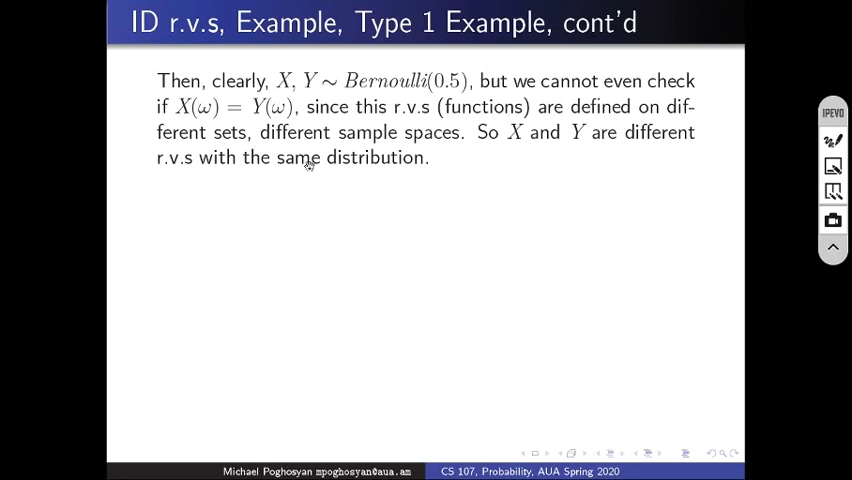 ID r.v.s, Example, Type 1 Example, cont'd
Then, clearly, X, Y ∼ Bernoulli(0.5), but we cannot even check
if X(ω) = Y(ω), since this r.v.s (functions) are defined on dif-
ferent sets, different sample spaces. So X and Y are different
r.v.s with the same distribution.
IPEVO
Michael Poghosyan mpoghosyan@aua.am
CS 107, Probability, AUA Spring 2020